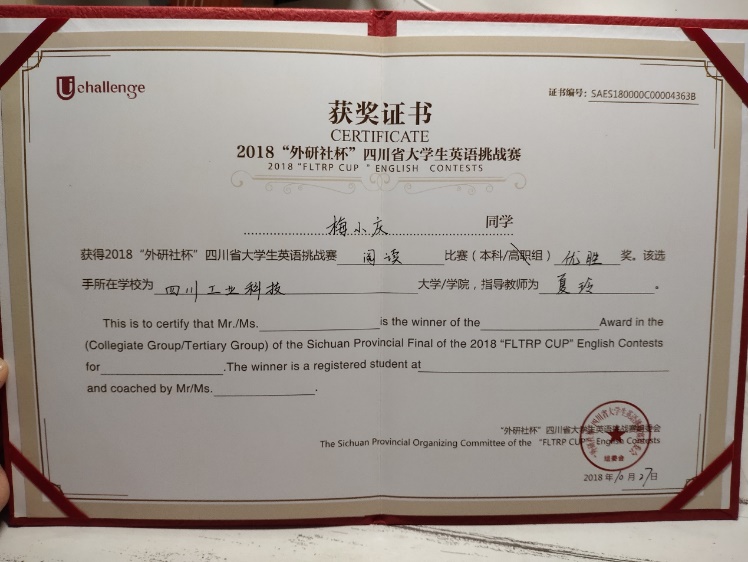 Uchallenge
证书编号：SAES180000C00004363B
获奖证书
CERTIFICATE
2018“外研社杯”四川省大学生英语挑战赛
2018 “FLTRP CUP ” ENGLISH CONTESTS
梅小庆 同学
获得2018“外研社杯”四川省大学生英语挑战赛 阅读 比赛（本科/高职组） 优胜 奖。该选
手所在学校为 四川工业科技 大学/学院，指导教师为 夏玲 。
This is to certify that Mr./Ms. is the winner of the Award in the
(Collegiate Group/Tertiary Group) of the Sichuan Provincial Final of the 2018 “FLTRP CUP” English Contests
for .The winner is a registered student at
and coached by Mr/Ms. .
“外研社杯”四川省大学生英语挑战赛组委会
The Sichuan Provincial Organizing Committee of the “FLTRP CUP” English Contests
组委会
2018年10月27日